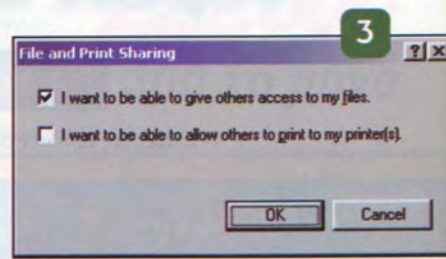 3
File and Print Sharing
I want to be able to give others access to my files.
I want to be able to allow others to print to my printer(s).
OK
Cancel